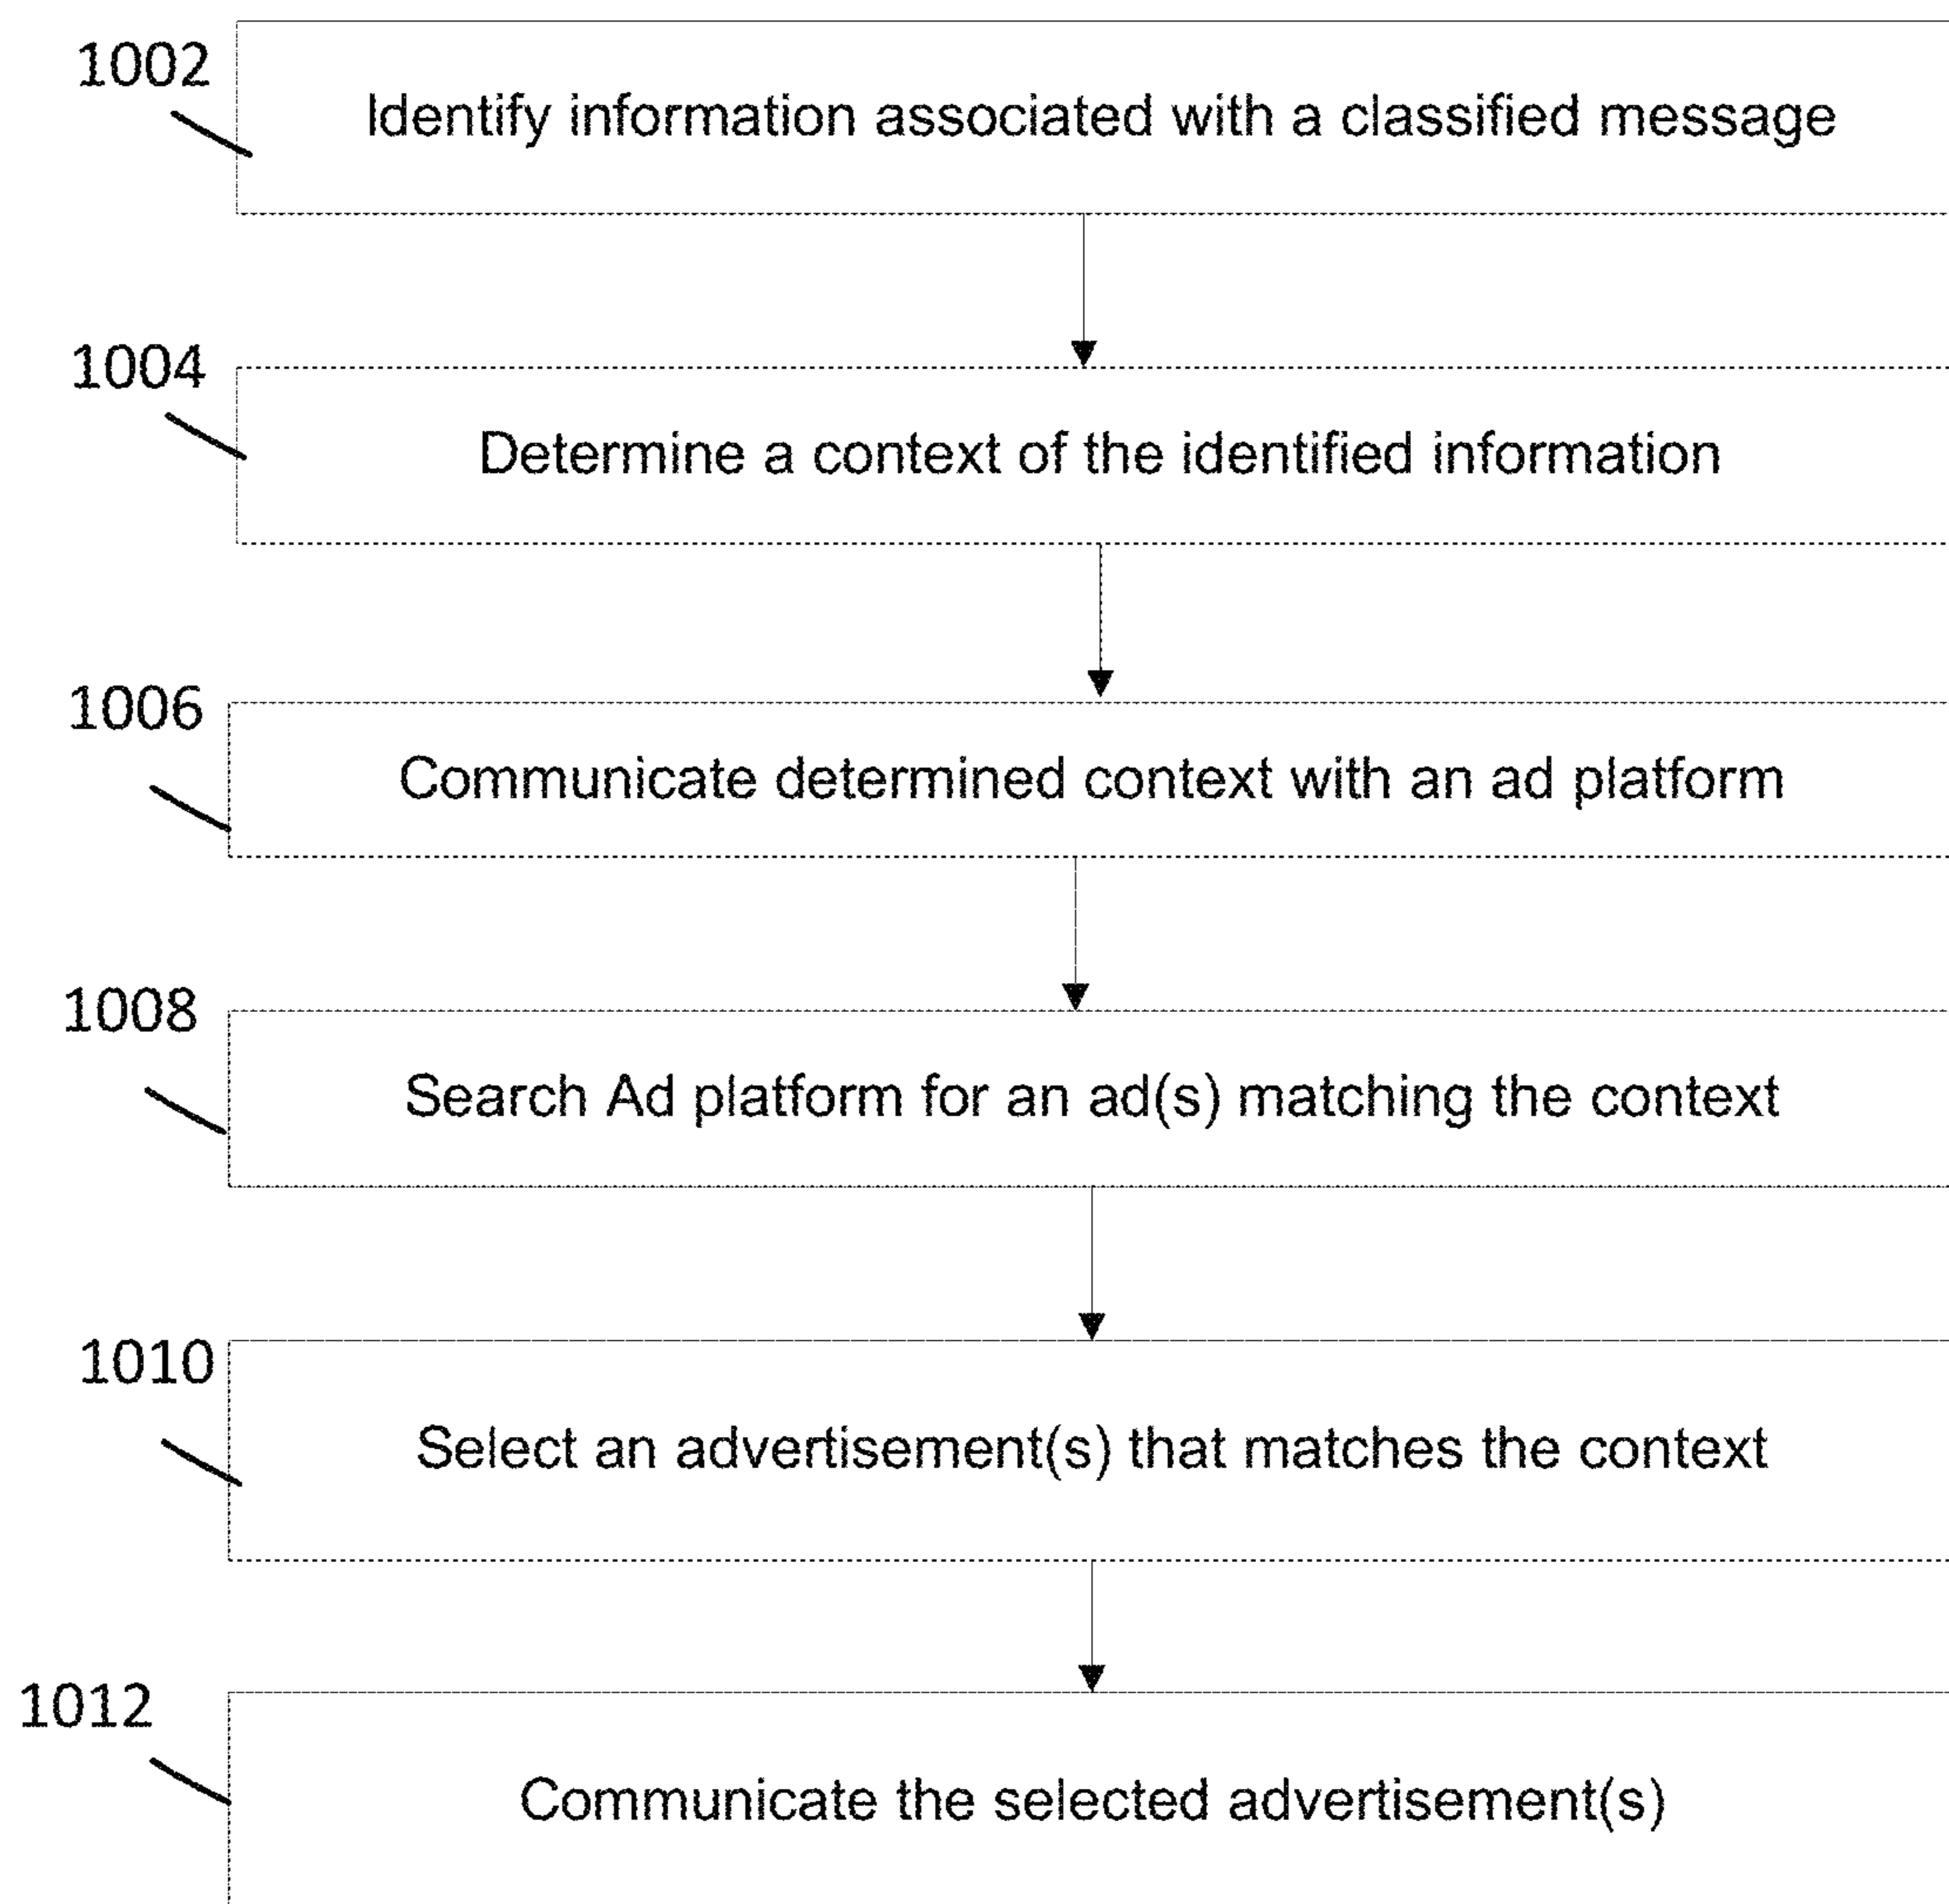 1002
Identify information associated with a classified message
1004
Determine a context of the identified information
1006
Communicate determined context with an ad platform
1008
Search Ad platform for an ad(s) matching the context
1010
Select an advertisement(s) that matches the context
1012
Communicate the selected advertisement(s)